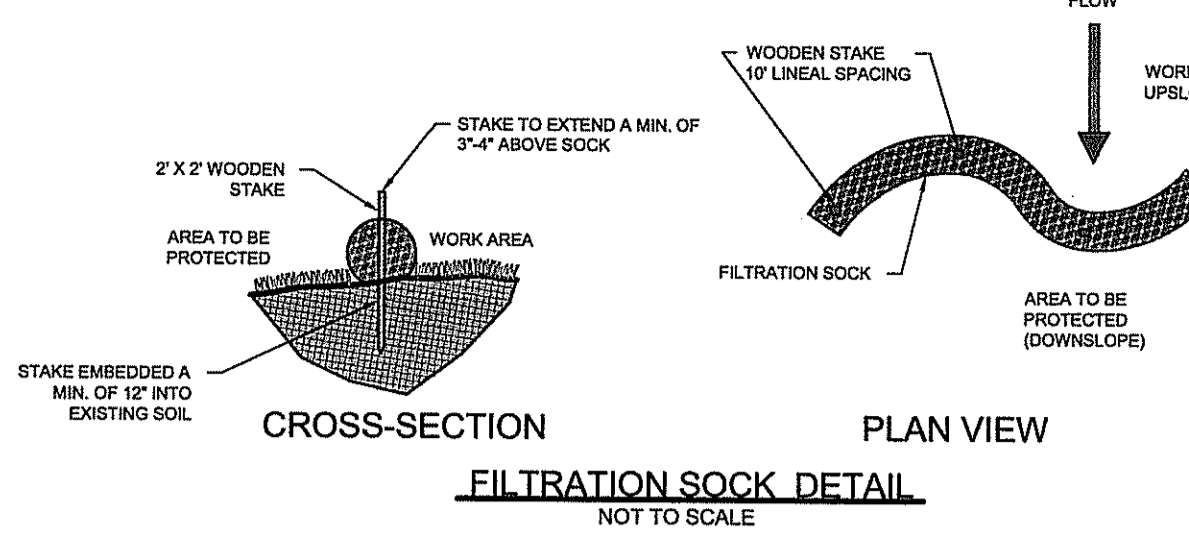 STAKE TO EXTEND A MIN. OF
3"-4" ABOVE SOCK
2' X 2' WOODEN
STAKE
AREA TO BE
PROTECTED
WORK AREA
STAKE EMBEDDED A
MIN. OF 12" INTO
EXISTING SOIL
CROSS-SECTION
FLOW
WOODEN STAKE
10' LINEAL SPACING
FILTRATION SOCK
AREA TO BE
PROTECTED
(DOWNSLOPE)
PLAN VIEW
FILTRATION SOCK DETAIL
NOT TO SCALE